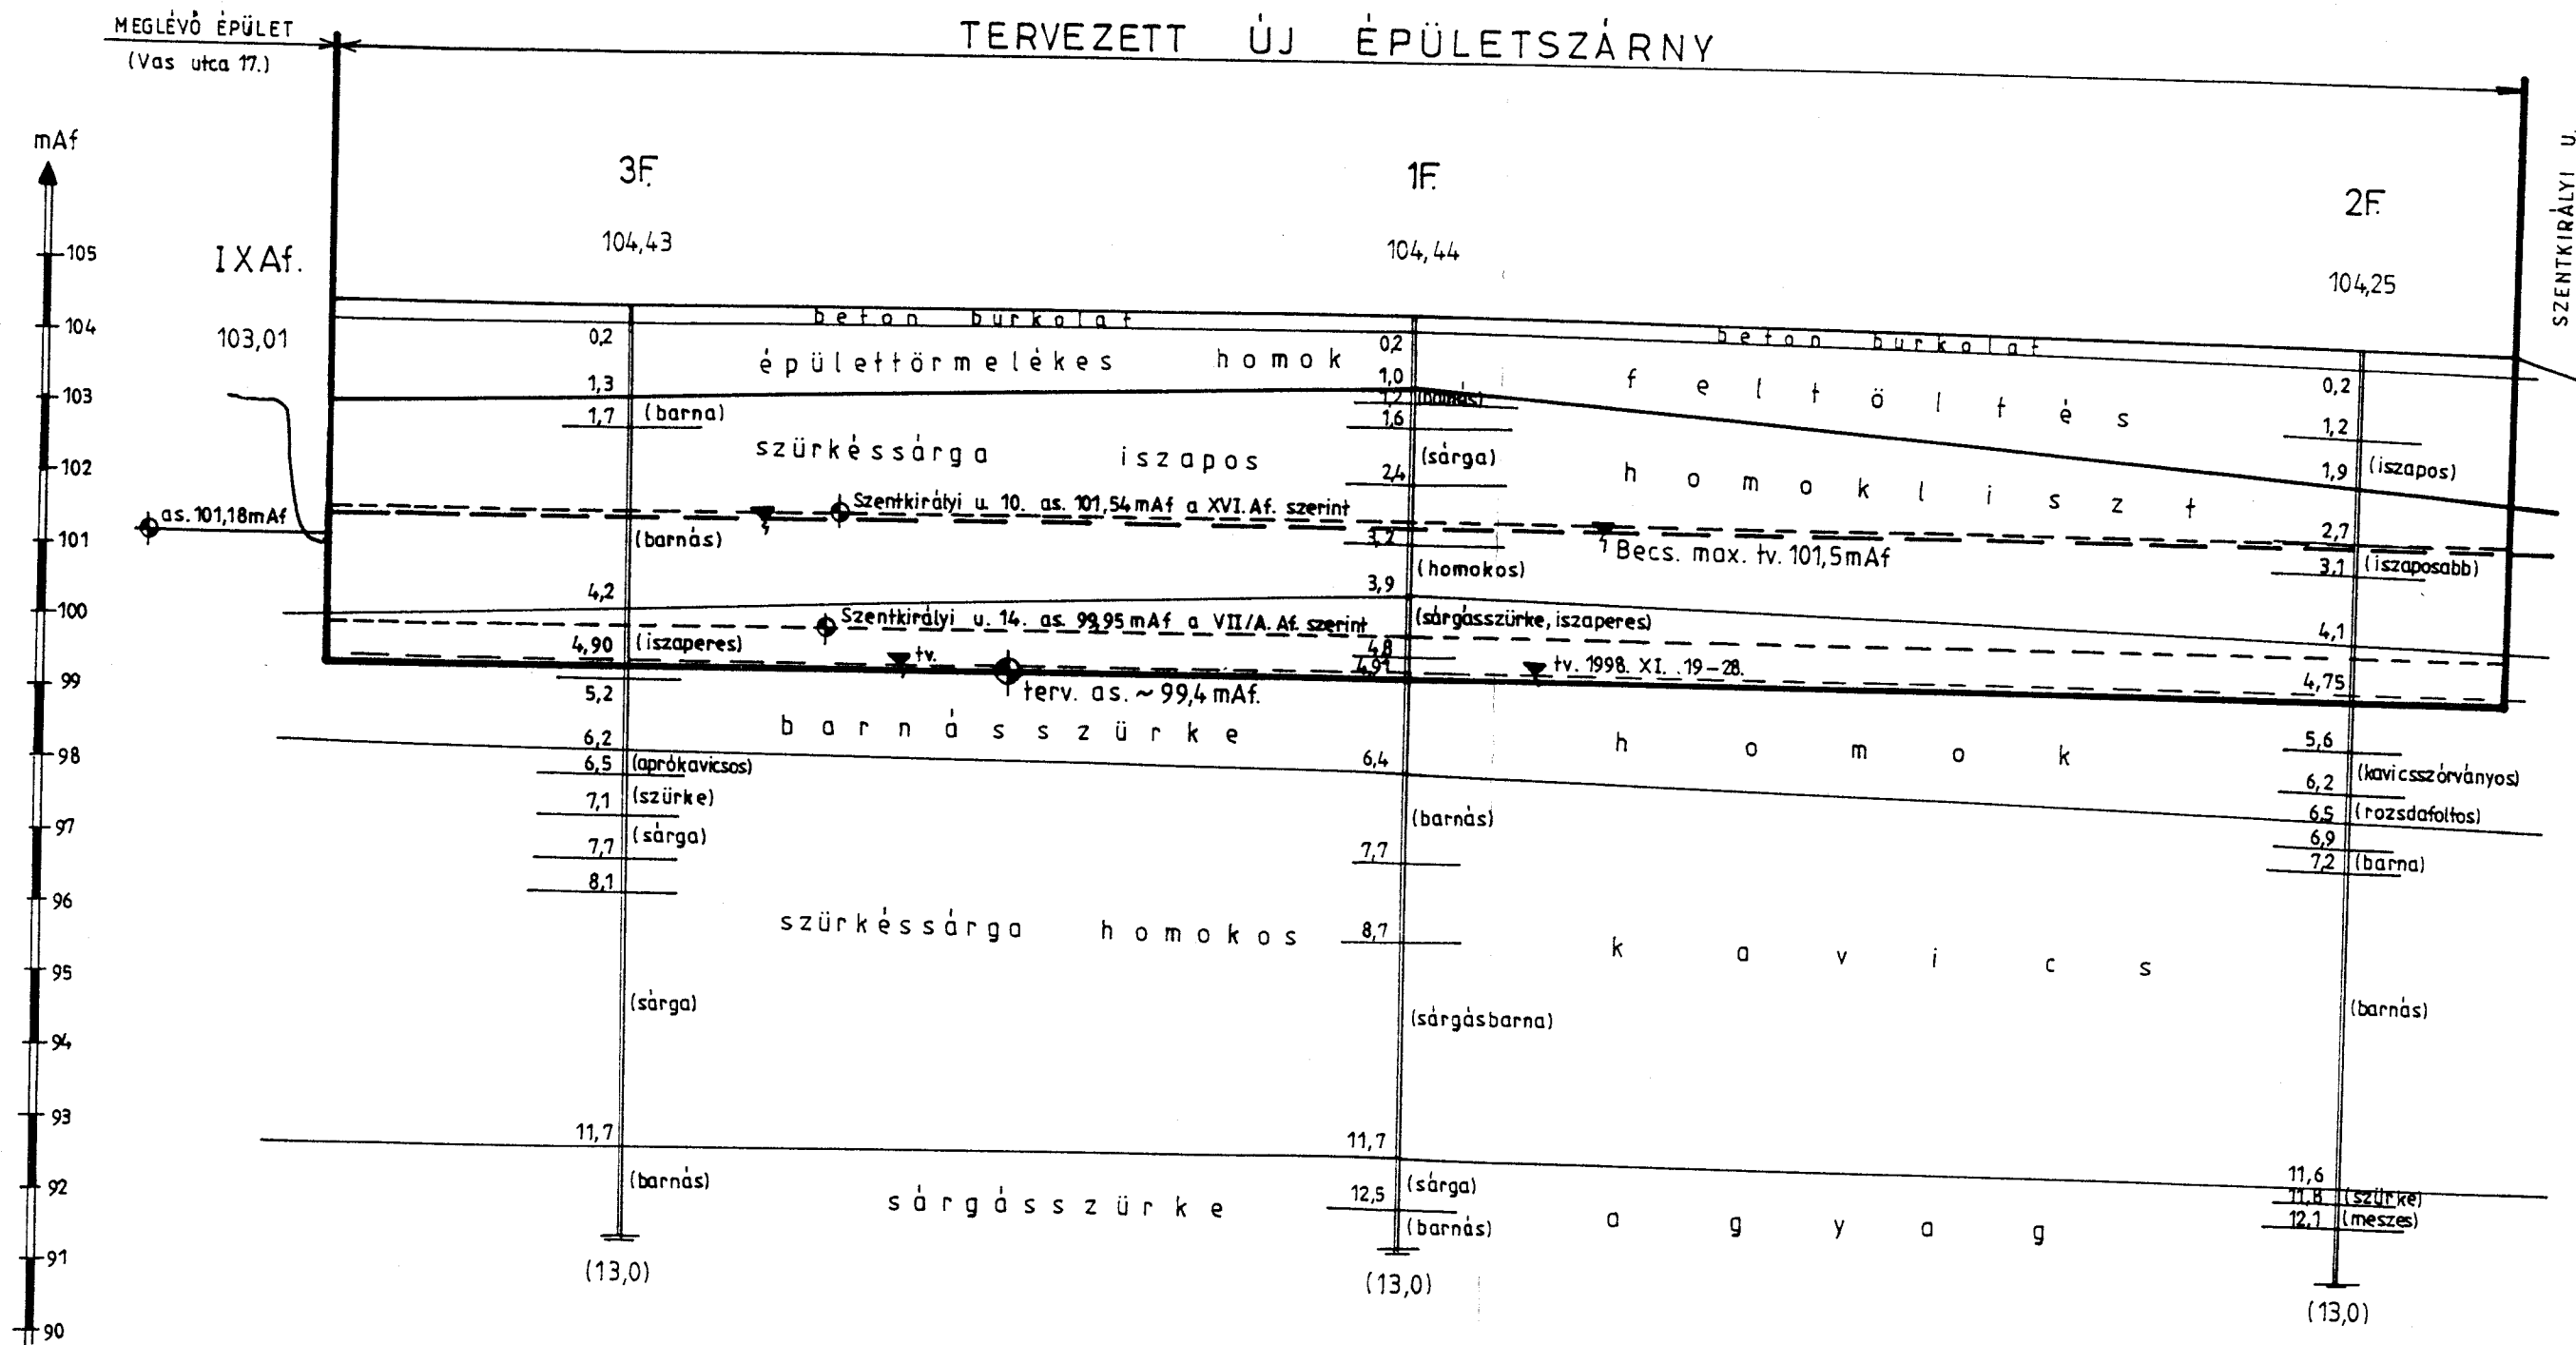 MEGLÉVŐ ÉPÜLET
(Vas utca 17.)
TERVEZETT ÚJ ÉPÜLETSZÁRNY
SZENTKIRÁLYI U.
mAf
105
104
103
102
101
100
99
98
97
96
95
94
93
92
91
90
IXAf.
103,01
as. 101,18mAf
3F.
104,43
1F.
104,44
2F.
104,25
beton burkolat
beton burkolat
épülettörmelékes homok
feltöltés
szürkéssárga iszapos
homokliszt
Szentkirályi u. 10. as. 101,54 mAf a XVI. Af. szerint
Becs. max. tv. 101,5mAf
Szentkirályi u. 14. as. 99,95 mAf a VII/A. Af. szerint
tv.
tv. 1998. XI. 19-28.
terv. as. ~ 99,4 mAf.
barnásszürke homok
szürkéssárga homokos kavics
sárgásszürke agyag
0,2
1,3
1,7 (barna)
(barnás)
4,2
4,90 (iszaperes)
5,2
6,2
6,5 (aprókavicsos)
7,1 (szürke)
7,7 (sárga)
8,1
(sárga)
11,7
(barnás)
(13,0)
0,2
1,0
1,2 (barnás)
1,6
2,4 (sárga)
3,2
3,9 (homokos)
(sárgásszürke, iszaperes)
4,8
4,91
6,4
(barnás)
7,7
8,7
(sárgásbarna)
11,7
12,5 (sárga)
(barnás)
(13,0)
0,2
1,2
1,9 (iszapos)
2,7
3,1 (iszaposabb)
4,1
4,75
5,6
6,2 (kavicsszórványos)
6,5 (rozsdafoltos)
6,9
7,2 (barna)
(barnás)
11,6
11,8 (szürke)
12,1 (meszes)
(13,0)